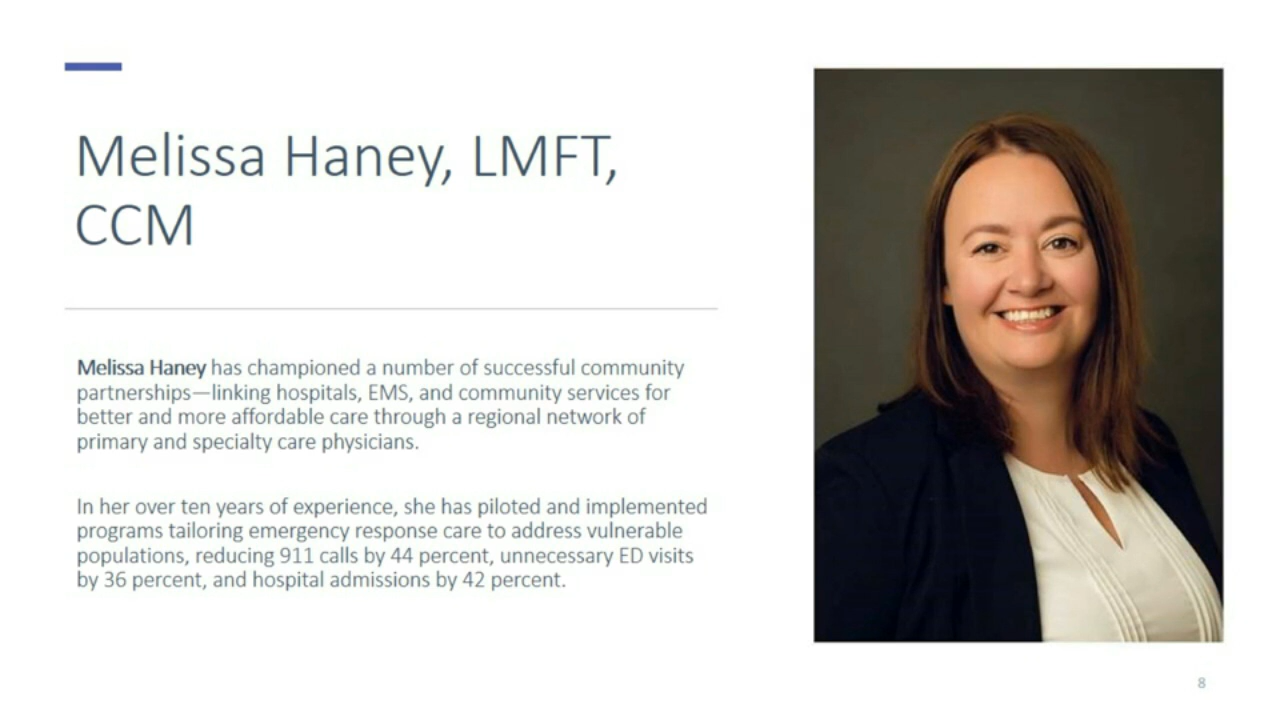 Melissa Haney, LMFT,
CCM
Melissa Haney has championed a number of successful community
partnerships—linking hospitals, EMS, and community services for
better and more affordable care through a regional network of
primary and specialty care physicians.
In her over ten years of experience, she has piloted and implemented
programs tailoring emergency response care to address vulnerable
populations, reducing 911 calls by 44 percent, unnecessary ED visits
by 36 percent, and hospital admissions by 42 percent.
8